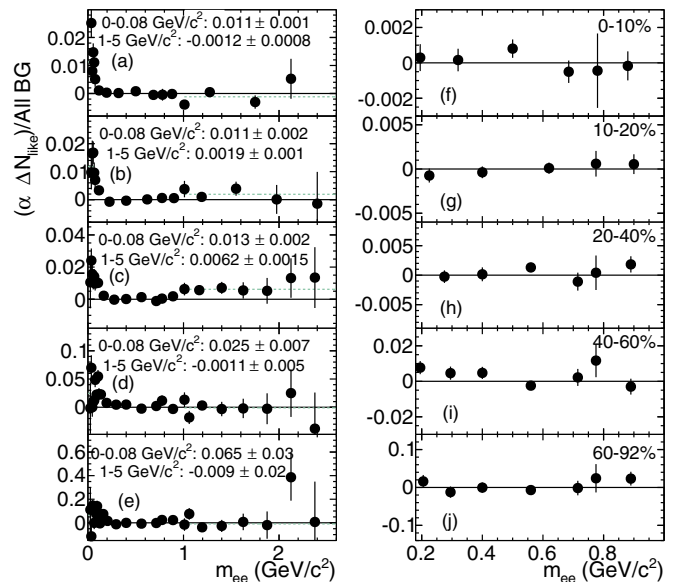 (α ΔN_like)/All BG
0.02
0.01
0
0-0.08 GeV/c²: 0.011 ± 0.001
1-5 GeV/c²: -0.0012 ± 0.0008
(a)
0.02
0.01
0
0-0.08 GeV/c²: 0.011 ± 0.002
1-5 GeV/c²: 0.0019 ± 0.001
(b)
0.04
0.02
0
0-0.08 GeV/c²: 0.013 ± 0.002
1-5 GeV/c²: 0.0062 ± 0.0015
(c)
0.1
0.05
0
0-0.08 GeV/c²: 0.025 ± 0.007
1-5 GeV/c²: -0.0011 ± 0.005
(d)
0.6
0.4
0.2
0
0-0.08 GeV/c²: 0.065 ± 0.03
1-5 GeV/c²: -0.009 ± 0.02
(e)
0 1 2
m_ee (GeV/c²)
0.002
0
-0.002
0-10%
(f)
0.005
0
-0.005
10-20%
(g)
0.005
0
-0.005
20-40%
(h)
0.02
0
-0.02
40-60%
(i)
0.1
0
-0.1
60-92%
(j)
0.2 0.4 0.6 0.8 1
m_ee (GeV/c²)